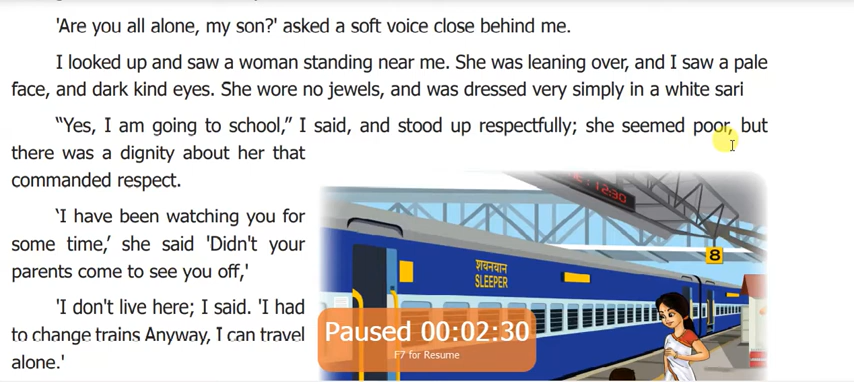 'Are you all alone, my son?' asked a soft voice close behind me.
I looked up and saw a woman standing near me. She was leaning over, and I saw a pale
face, and dark kind eyes. She wore no jewels, and was dressed very simply in a white sari
“Yes, I am going to school,” I said, and stood up respectfully; she seemed poor, but
there was a dignity about her that
commanded respect.
‘I have been watching you for
some time,’ she said 'Didn't your
parents come to see you off,'
'I don't live here; I said. 'I had
to change trains Anyway, I can travel
alone.'
12:30
8
शयनयान
SLEEPER
Paused 00:02:30
F7 for Resume